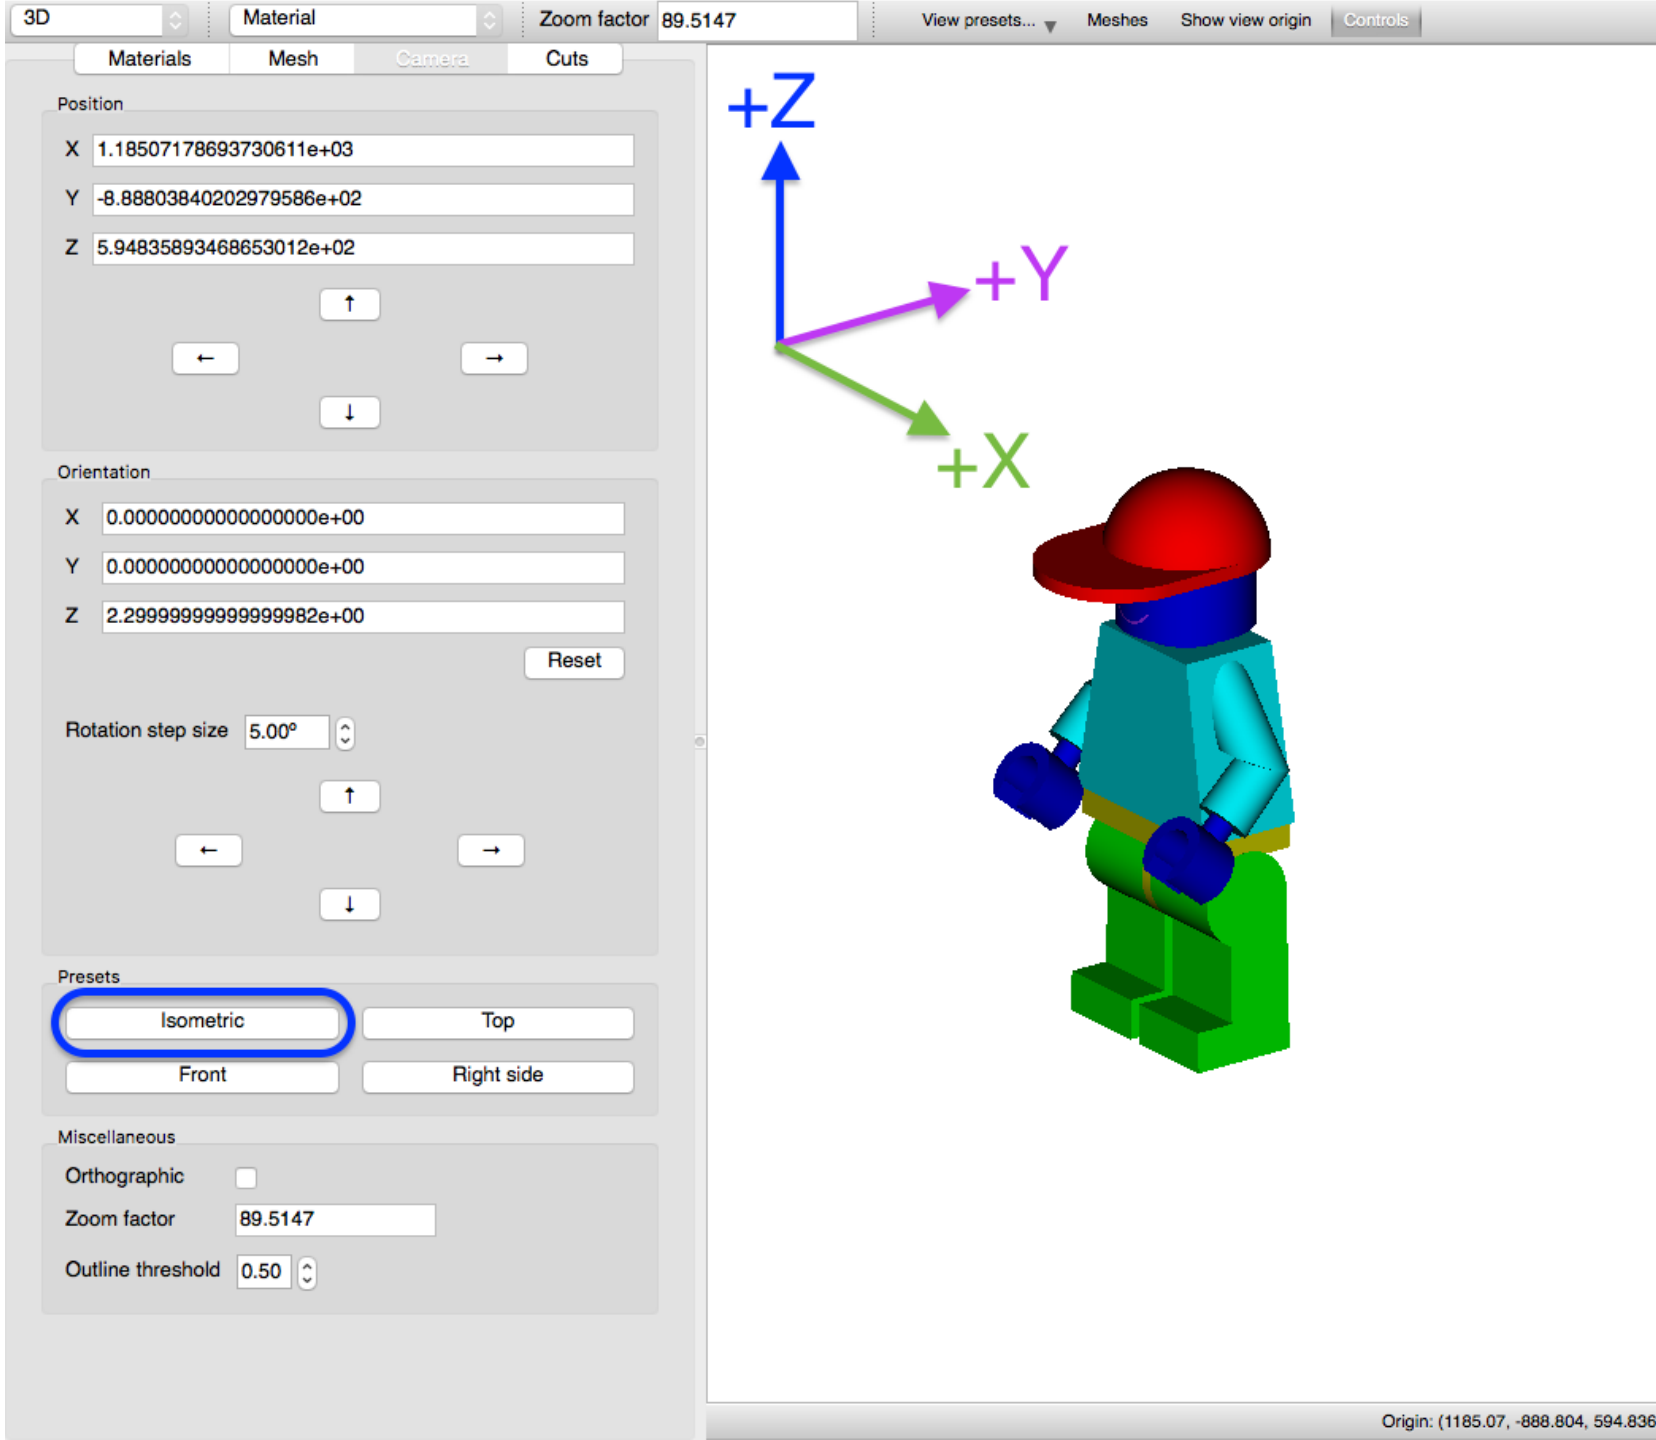 3D Material Zoom factor 89.5147 View presets... Meshes Show view origin Controls
Materials Mesh Camera Cuts
Position
X 1.18507178693730611e+03
Y -8.88803840202979586e+02
Z 5.94835893468653012e+02
↑
← →
↓
Orientation
X 0.00000000000000000e+00
Y 0.00000000000000000e+00
Z 2.29999999999999982e+00
Reset
Rotation step size 5.00º
↑
← →
↓
Presets
Isometric Top
Front Right side
Miscellaneous
Orthographic
Zoom factor 89.5147
Outline threshold 0.50
+Z
+Y
+X
Origin: (1185.07, -888.804, 594.836